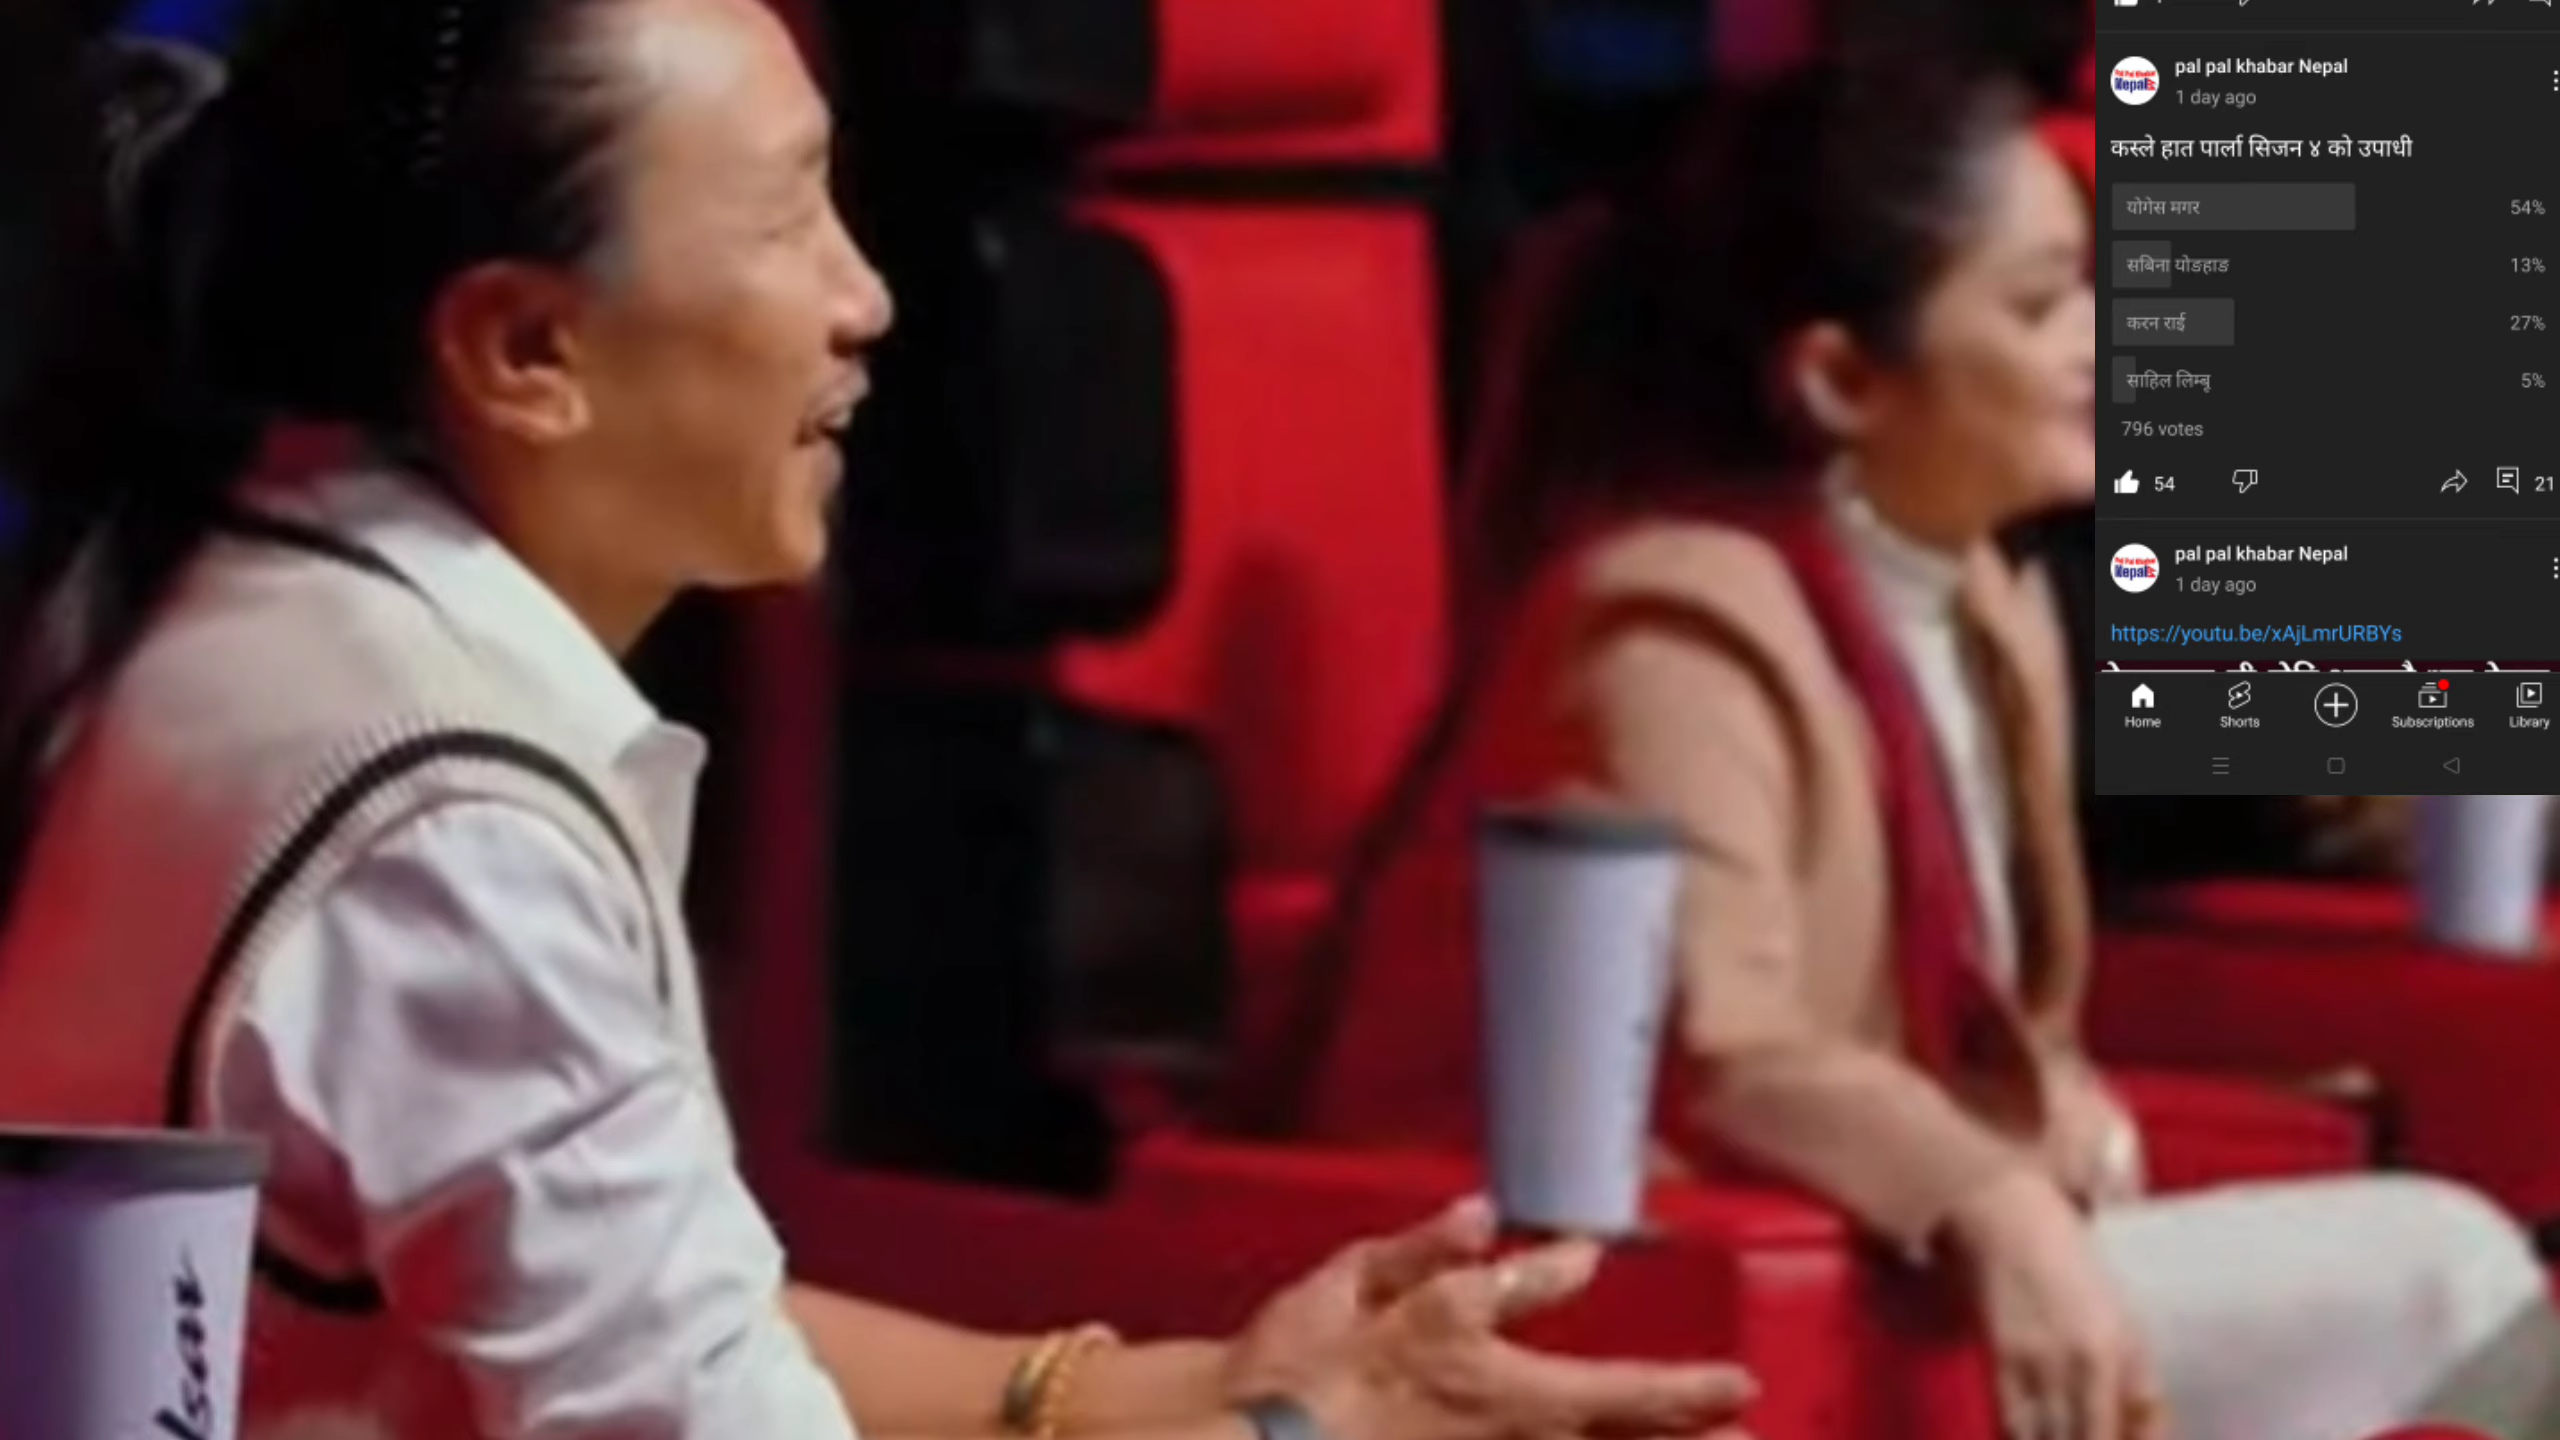 pal pal khabar Nepal
1 day ago
कस्ले हात पार्ला सिजन ४ को उपाधी
योगेस मगर 54%
सबिना योङहाङ 13%
करन राई 27%
साहिल लिम्बू 5%
796 votes
54 21
pal pal khabar Nepal
1 day ago
https://youtu.be/xAjLmrURBYs
Home Shorts Subscriptions Library